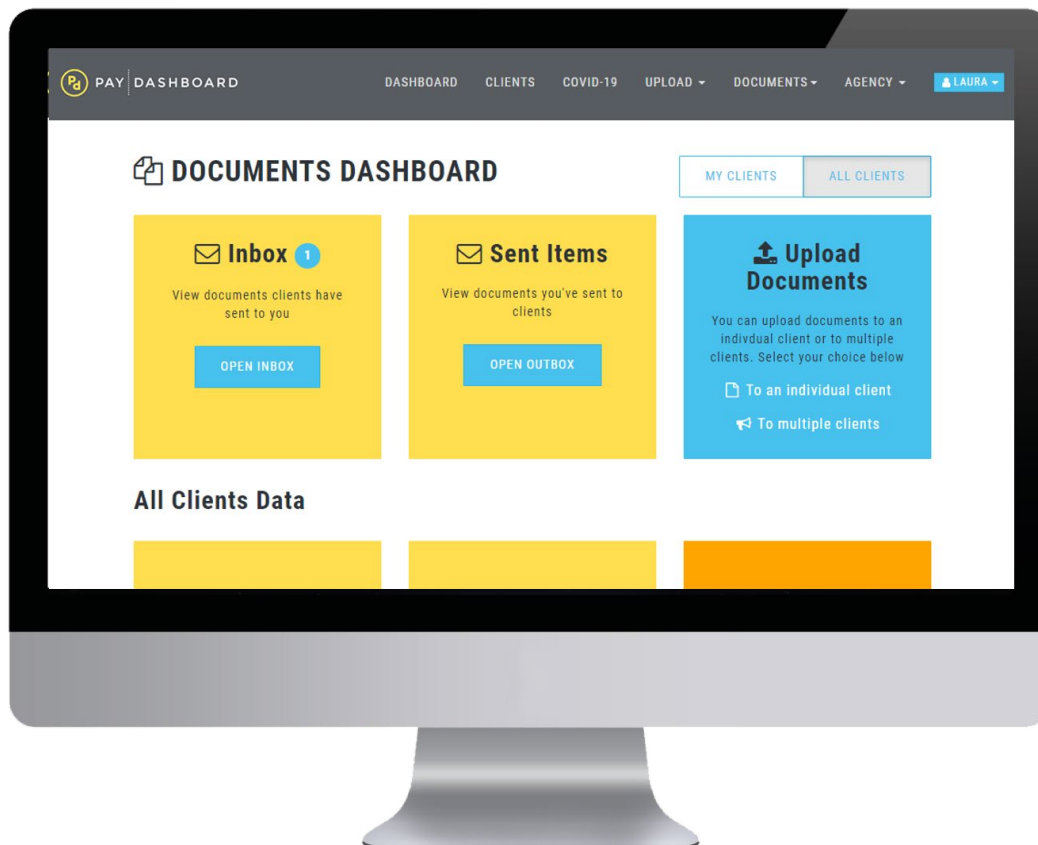 Pd PAY DASHBOARD
DASHBOARD CLIENTS COVID-19 UPLOAD DOCUMENTS AGENCY LAURA
DOCUMENTS DASHBOARD
MY CLIENTS ALL CLIENTS
Inbox 1
View documents clients have
sent to you
OPEN INBOX
Sent Items
View documents you've sent to
clients
OPEN OUTBOX
Upload
Documents
You can upload documents to an
indivdual client or to multiple
clients. Select your choice below
To an individual client
To multiple clients
All Clients Data